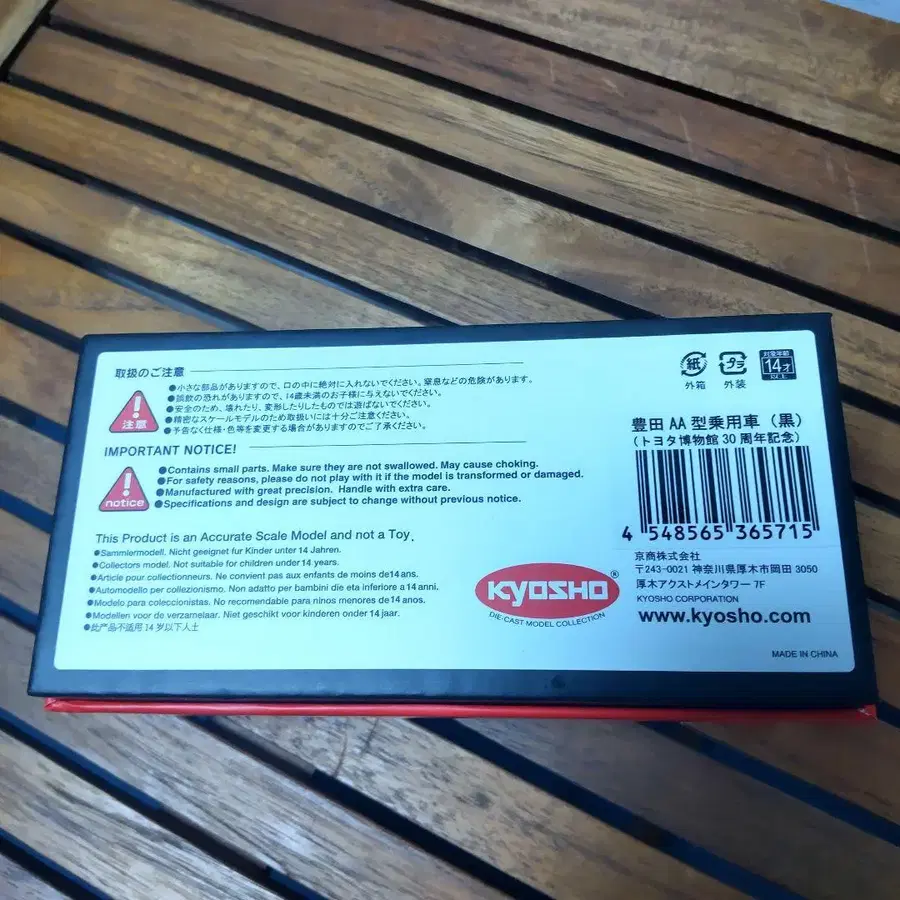 取扱のご注意
●小さな部品がありますので、口の中に絶対に入れないでください。窒息などの危険があります。
●誤飲の恐れがありますので、14歳未満のお子様に与えないでください。
●安全のため、壊れたり、変形したりしたものでは遊ばないでください。
●精密なスケールモデルのため取扱いには十分ご注意ください。
●予告なく仕様・色等を変更する場合がありますのでご了承ください。
注意
IMPORTANT NOTICE!
●Contains small parts. Make sure they are not swallowed. May cause choking.
●For safety reasons, please do not play with it if the model is transformed or damaged.
●Manufactured with great precision. Handle with extra care.
●Specifications and design are subject to change without previous notice.
notice
This Product is an Accurate Scale Model and not a Toy.
●Sammlermodell. Nicht geeignet fur Kinder unter 14 Jahren.
●Collectors model. Not suitable for children under 14 years.
●Article pour collectionneurs. Ne convient pas aux enfants de moins de14 ans.
●Automodello per collezionismo. Non adatto per bambini die eta inferiore a 14 anni.
●Modelo para coleccionistas. No recomendable para ninos menores de 14 anos.
●Modellen voor de verzamelaar. Niet geschikt voor kinderen onder 14 jaar.
●此产品不适用 14 岁以下人士
紙
外箱
プラ
外装
対象年齢
14才
以上
豊田 AA 型乗用車（黒）
（トヨタ博物館 30 周年記念）
4 548565 365715
京商株式会社
〒243-0021 神奈川県厚木市岡田 3050
厚木アクストメインタワー 7F
KYOSHO CORPORATION
www.kyosho.com
KYOSHO ®
DIE-CAST MODEL COLLECTION
MADE IN CHINA